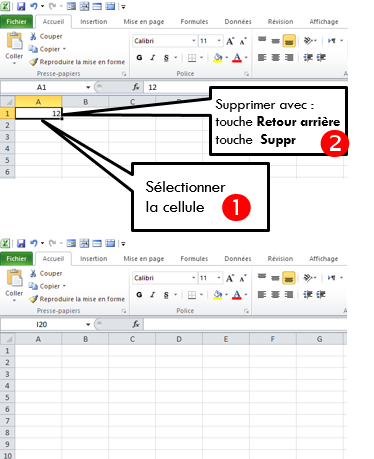 Fichier Accueil Insertion Mise en page Formules Données Révision Affichage
Couper
Copier
Coller
Reproduire la mise en forme
Presse-papiers
Calibri 11 A A
G I S A
Police
A1 fx 12
A B C D
1 12
2
3
4
5
6
Supprimer avec :
touche Retour arrière
touche Suppr
2
Sélectionner
la cellule 1
Fichier Accueil Insertion Mise en page Formules Données Révision Affichage
Couper
Copier
Coller
Reproduire la mise en forme
Presse-papiers
Calibri 11 A A
G I S A
Police
I20 fx
A B C D E F G
1
2
3
4
5
6
7
8
9
10